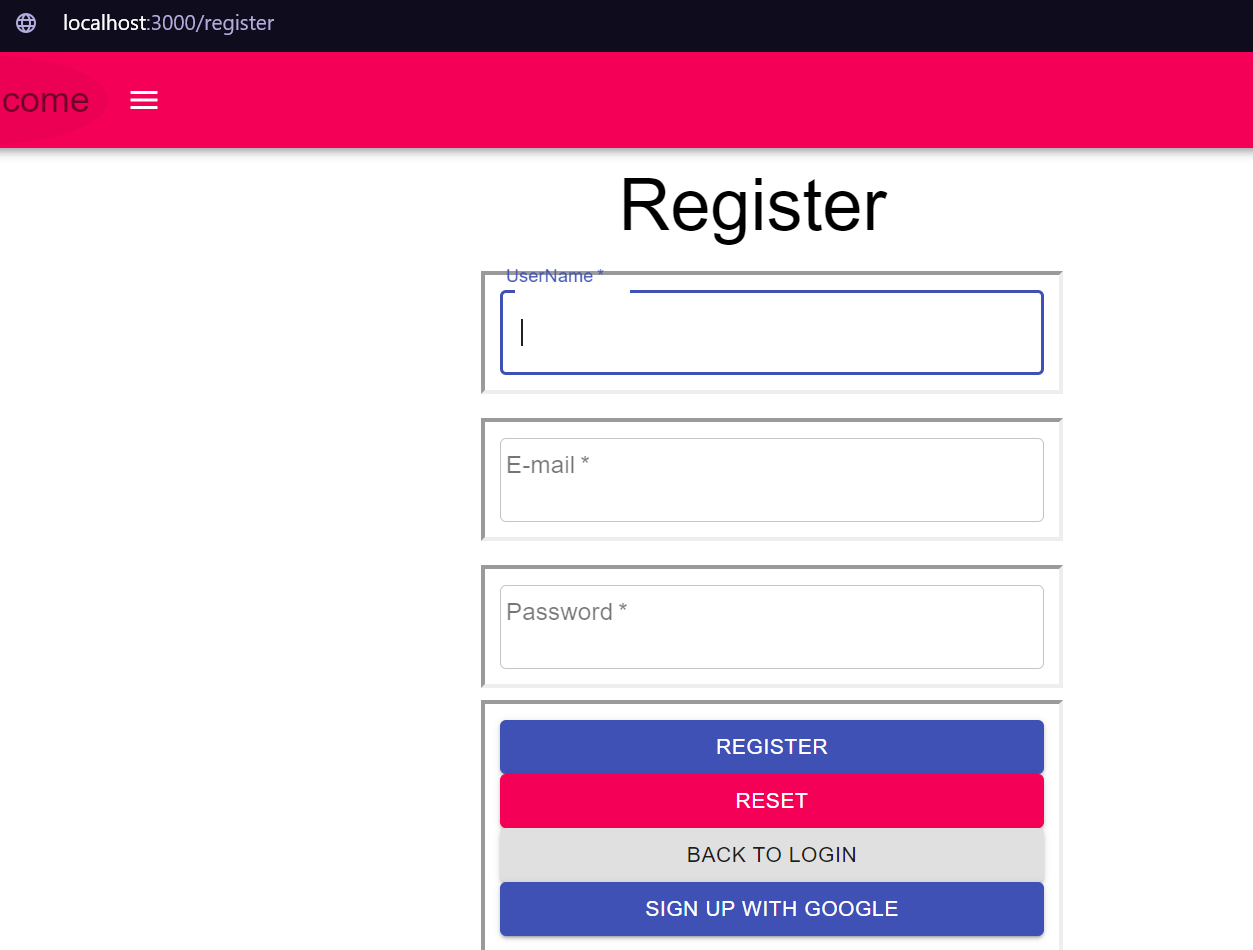 localhost:3000/register
come
Register
UserName *
E-mail *
Password *
REGISTER
RESET
BACK TO LOGIN
SIGN UP WITH GOOGLE